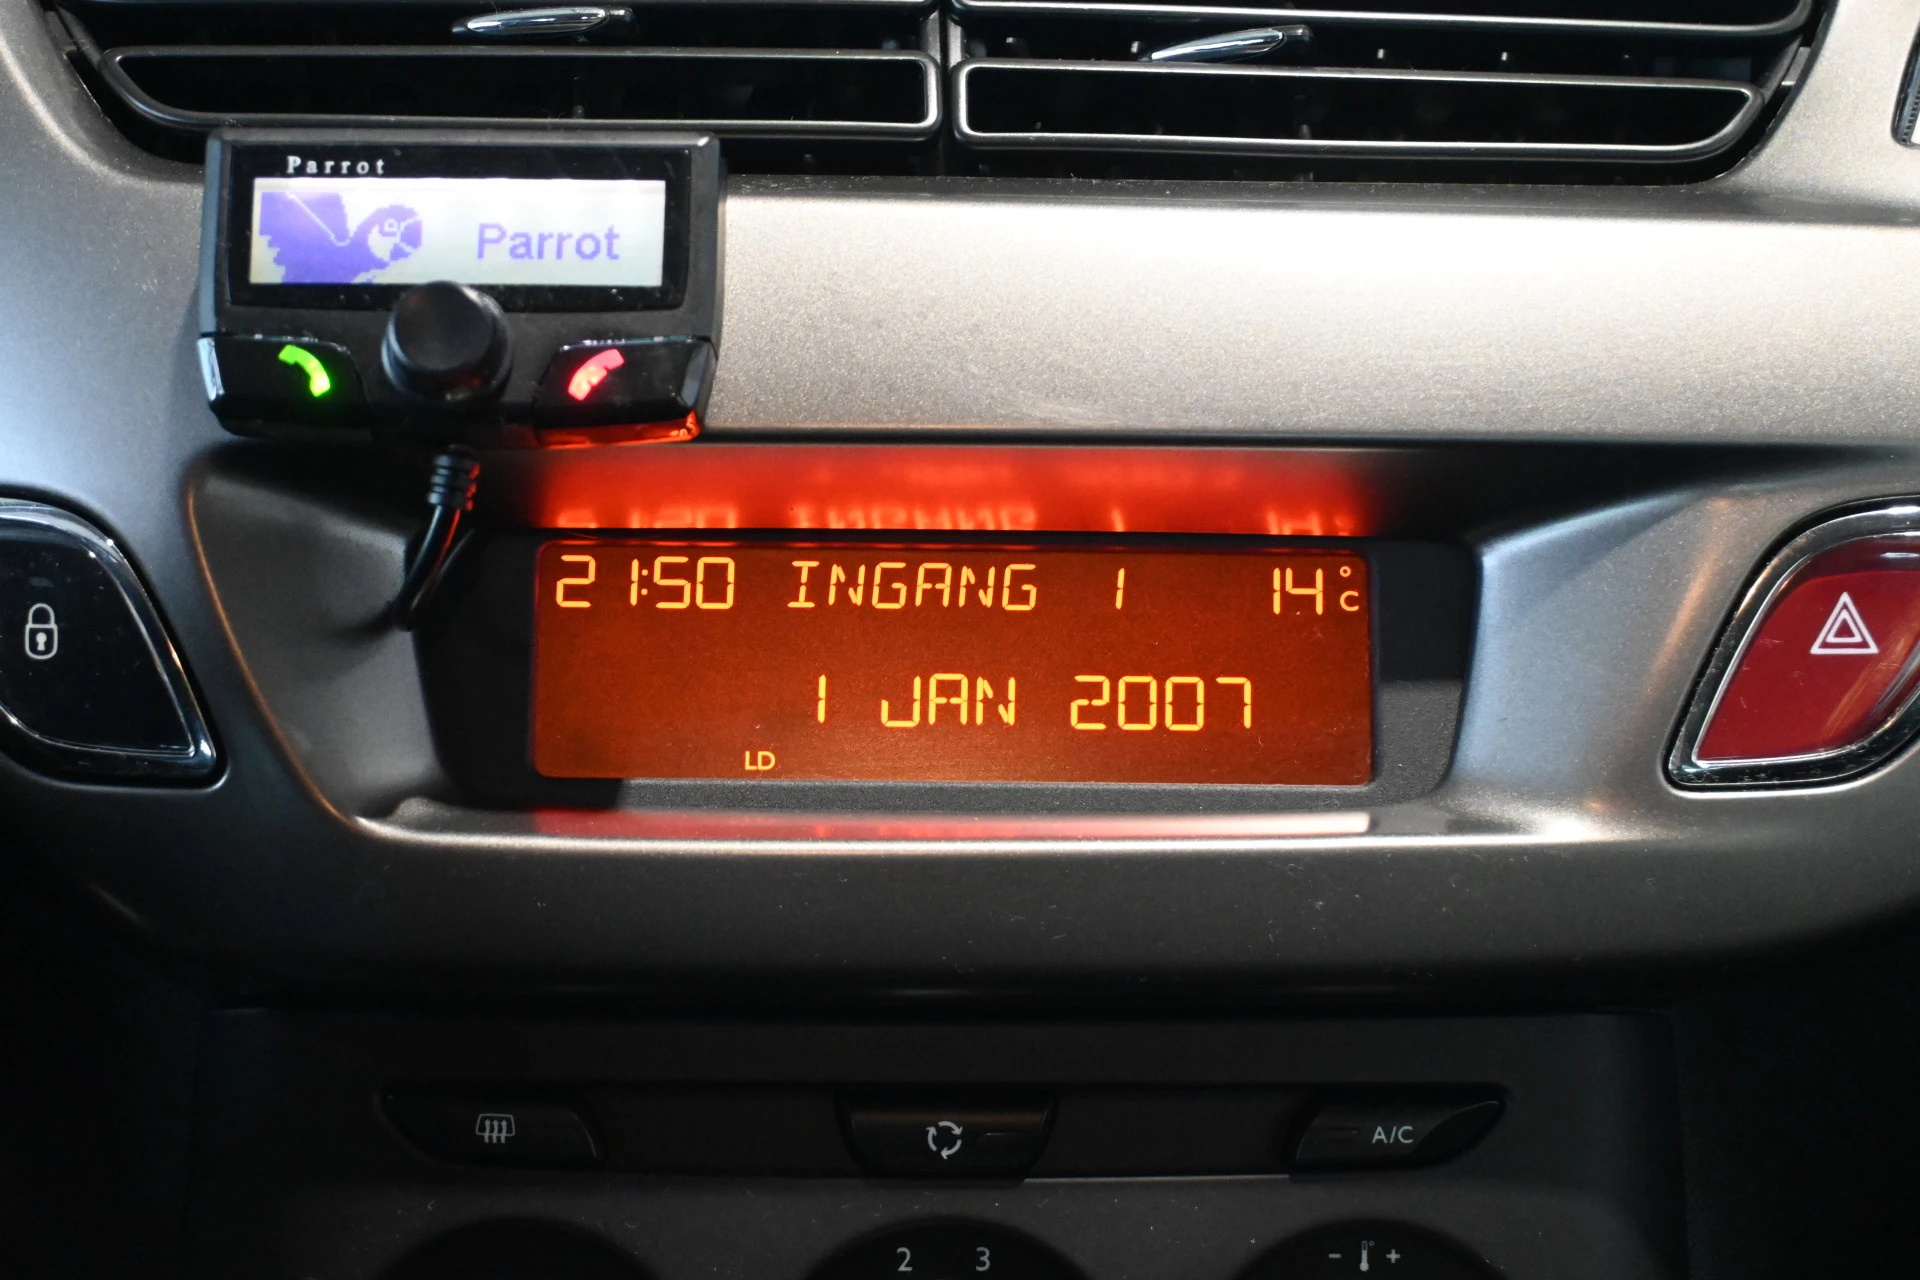 Parrot
Parrot
21:50 INGANG 1 14°C
1 JAN 2007
LD
A/C
2 3
- +